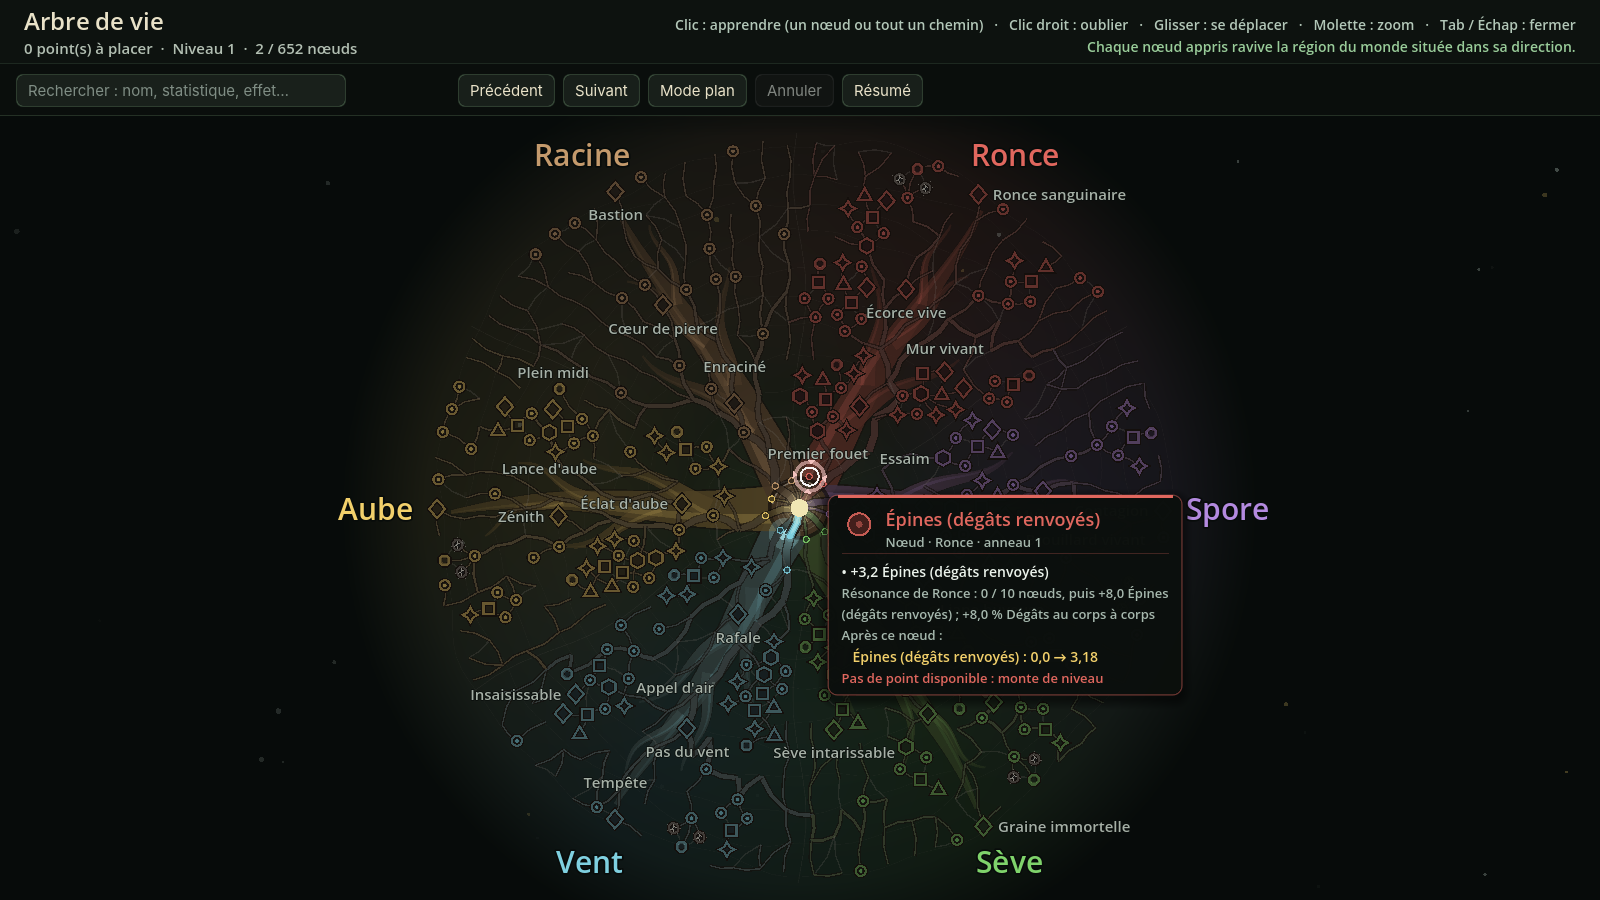 Arbre de vie
0 point(s) à placer · Niveau 1 · 2 / 652 nœuds
Clic : apprendre (un nœud ou tout un chemin) · Clic droit : oublier · Glisser : se déplacer · Molette : zoom · Tab / Échap : fermer
Chaque nœud appris ravive la région du monde située dans sa direction.
Rechercher : nom, statistique, effet...
Précédent
Suivant
Mode plan
Annuler
Résumé
Racine
Ronce
Ronce sanguinaire
Bastion
Écorce vive
Cœur de pierre
Mur vivant
Enraciné
Plein midi
Premier fouet
Essaim
Lance d'aube
Éclat d'aube
Aube
Zénith
Spore
Épines (dégâts renvoyés)
Nœud · Ronce · anneau 1
• +3,2 Épines (dégâts renvoyés)
Résonance de Ronce : 0 / 10 nœuds, puis +8,0 Épines
(dégâts renvoyés) ; +8,0 % Dégâts au corps à corps
Après ce nœud :
Épines (dégâts renvoyés) : 0,0 → 3,18
Pas de point disponible : monte de niveau
Rafale
Appel d'air
Insaisissable
Pas du vent
Sève intarissable
Tempête
Graine immortelle
Vent
Sève